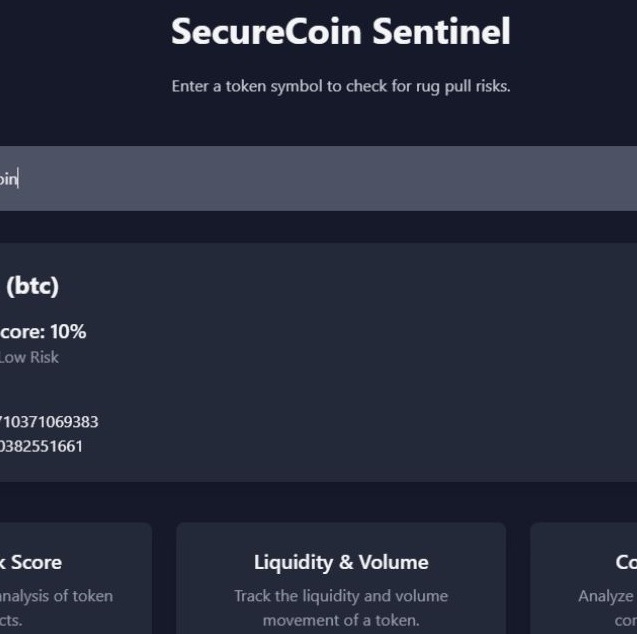 SecureCoin Sentinel
Enter a token symbol to check for rug pull risks.
oin
(btc)
core: 10%
Low Risk
710371069383
0382551661
k Score
Liquidity & Volume
Co
nalysis of token
Track the liquidity and volume
Analyze
cts.
movement of a token.
con